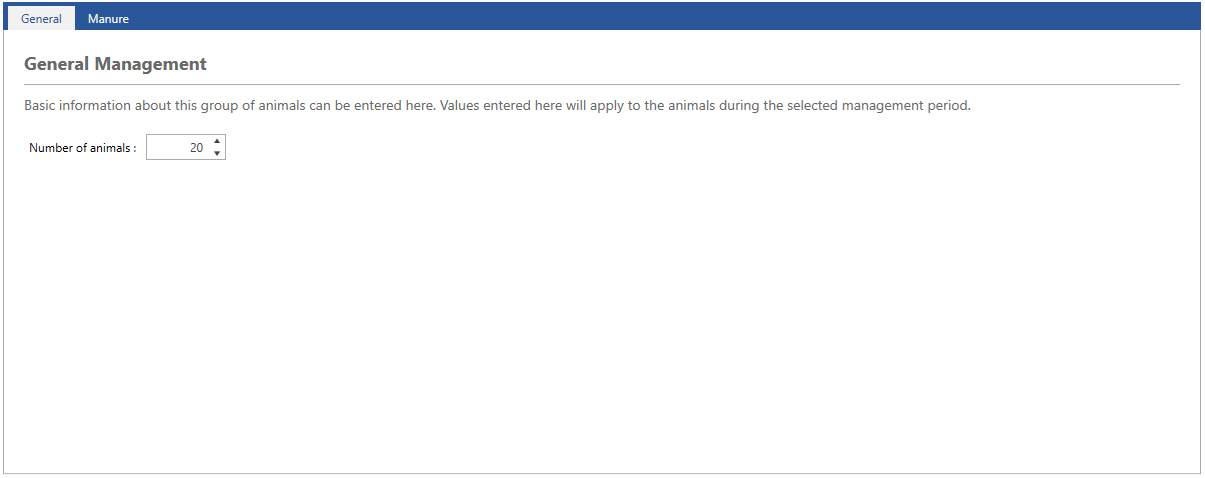 General Manure
General Management
Basic information about this group of animals can be entered here. Values entered here will apply to the animals during the selected management period.
Number of animals : 20